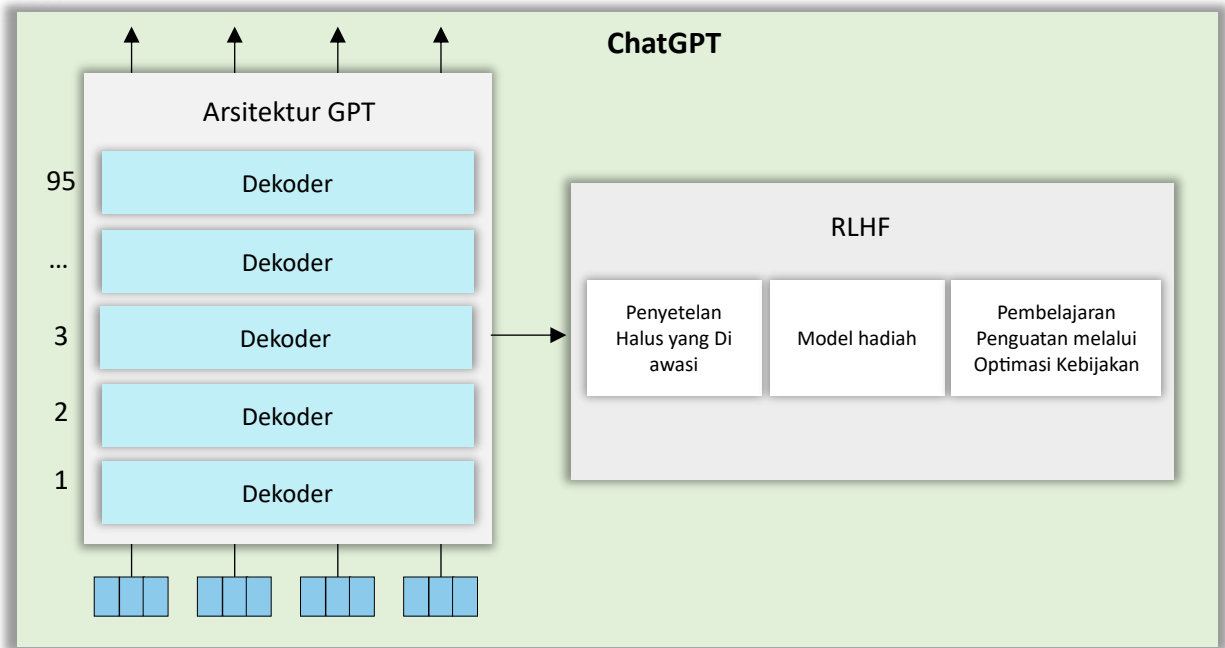 ChatGPT
Arsitektur GPT
95
Dekoder
...
Dekoder
3
Dekoder
2
Dekoder
1
Dekoder
RLHF
Penyetelan
Halus yang Di
awasi
Model hadiah
Pembelajaran
Penguatan melalui
Optimasi Kebijakan